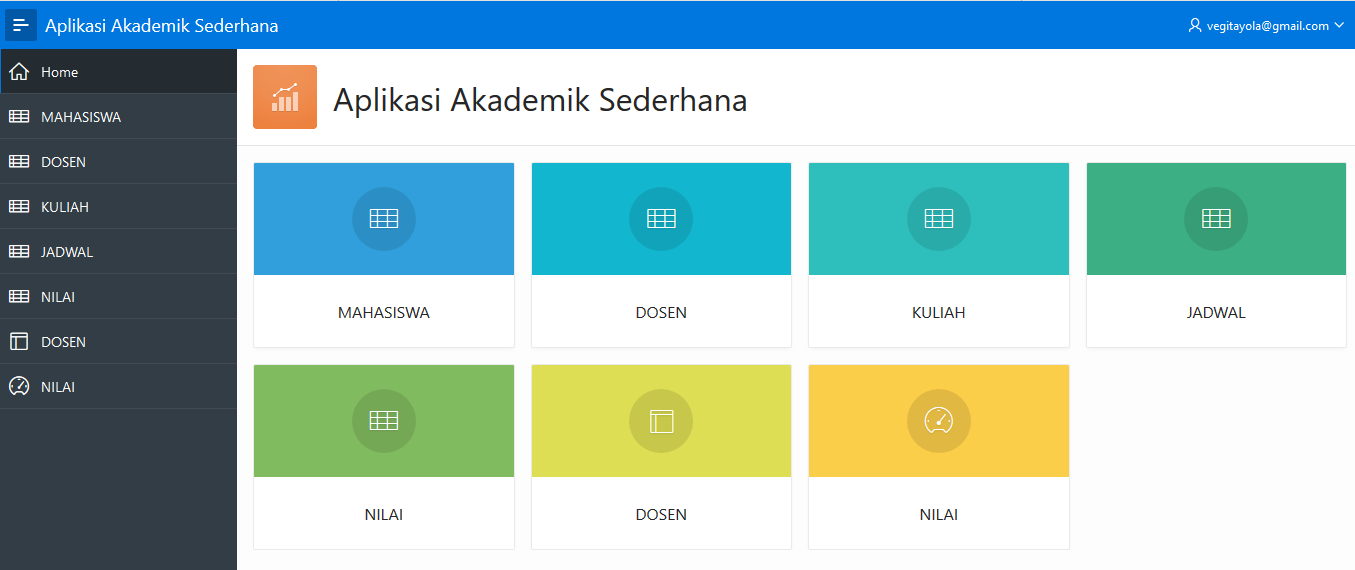 Aplikasi Akademik Sederhana
vegitayola@gmail.com
Home
MAHASISWA
DOSEN
KULIAH
JADWAL
NILAI
DOSEN
NILAI
Aplikasi Akademik Sederhana
MAHASISWA
DOSEN
KULIAH
JADWAL
NILAI
DOSEN
NILAI